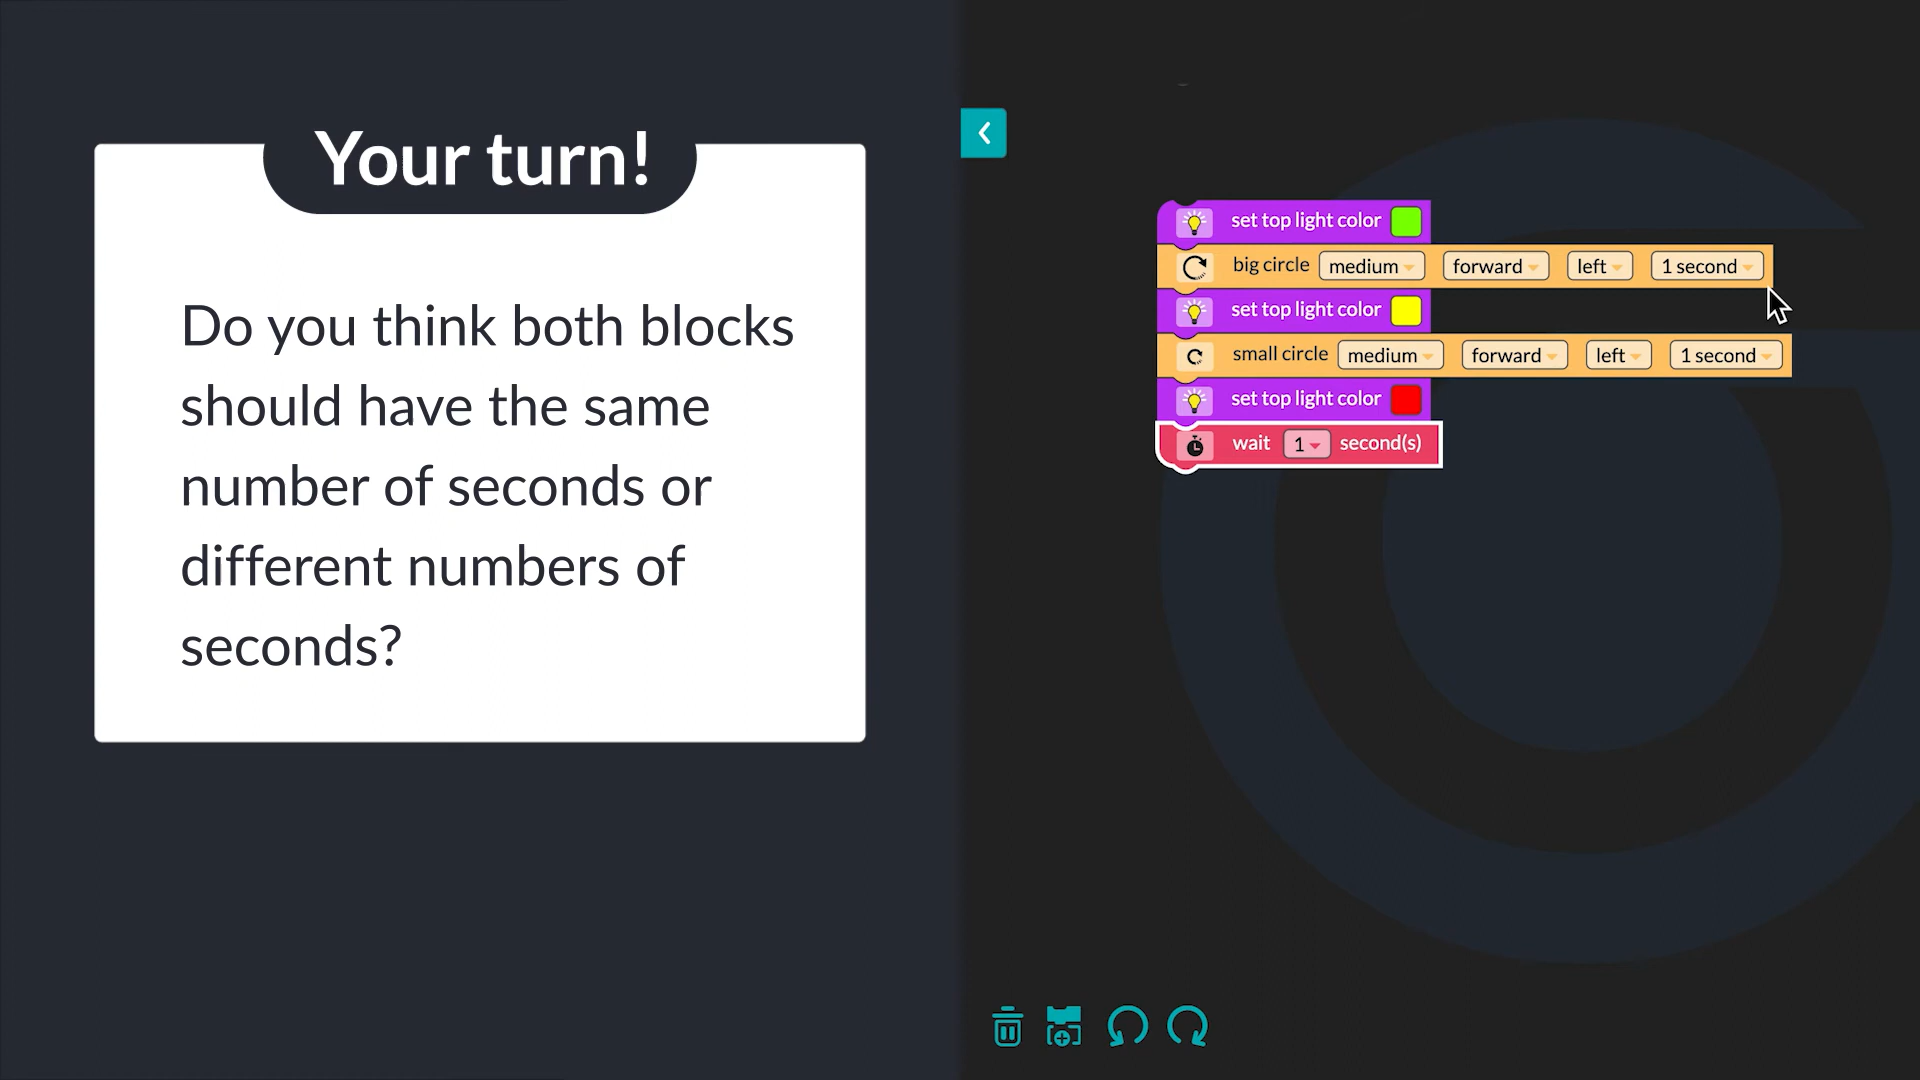 Your turn!
Do you think both blocks
should have the same
number of seconds or
different numbers of
seconds?
set top light color
big circle medium forward left 1 second
set top light color
small circle medium forward left 1 second
set top light color
wait 1 second(s)